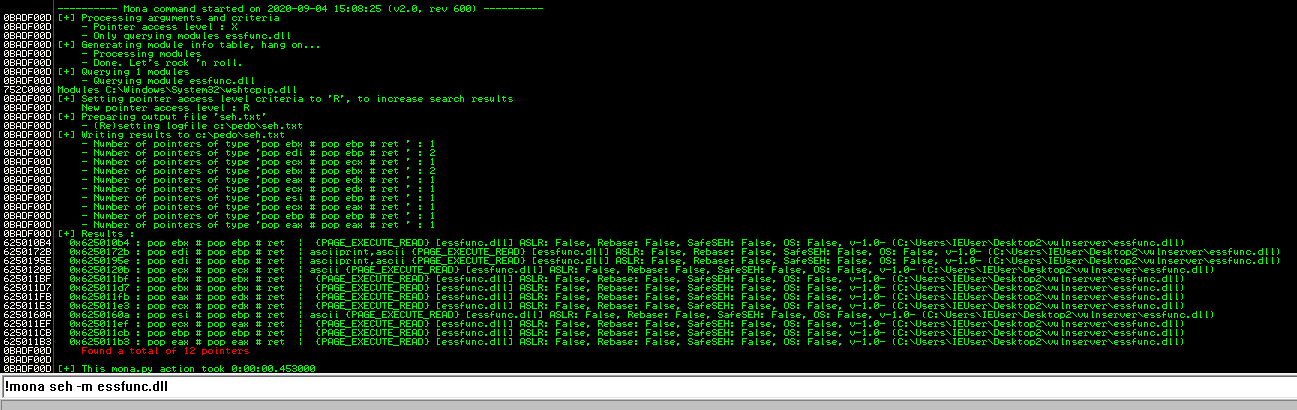 ---------- Mona command started on 2020-09-04 15:08:25 (v2.0, rev 600) ----------
0BADF00D [+] Processing arguments and criteria
0BADF00D - Pointer access level : X
0BADF00D - Only querying modules essfunc.dll
0BADF00D [+] Generating module info table, hang on...
0BADF00D - Processing modules
0BADF00D - Done. Let's rock 'n roll.
0BADF00D [+] Querying 1 modules
0BADF00D - Querying module essfunc.dll
752C0000 Modules C:\Windows\System32\wshtcpip.dll
0BADF00D [+] Setting pointer access level criteria to 'R', to increase search results
0BADF00D New pointer access level : R
0BADF00D [+] Preparing output file 'seh.txt'
0BADF00D - (Re)setting logfile c:\pedo\seh.txt
0BADF00D [+] Writing results to c:\pedo\seh.txt
0BADF00D - Number of pointers of type 'pop ebx # pop ebp # ret ' : 1
0BADF00D - Number of pointers of type 'pop edi # pop ebp # ret ' : 2
0BADF00D - Number of pointers of type 'pop ecx # pop ecx # ret ' : 1
0BADF00D - Number of pointers of type 'pop ebx # pop ebx # ret ' : 2
0BADF00D - Number of pointers of type 'pop eax # pop edx # ret ' : 1
0BADF00D - Number of pointers of type 'pop ecx # pop edx # ret ' : 1
0BADF00D - Number of pointers of type 'pop esi # pop ebp # ret ' : 1
0BADF00D - Number of pointers of type 'pop ecx # pop eax # ret ' : 1
0BADF00D - Number of pointers of type 'pop ebp # pop ebp # ret ' : 1
0BADF00D - Number of pointers of type 'pop eax # pop eax # ret ' : 1
0BADF00D [+] Results :
625010B4 0x625010b4 : pop ebx # pop ebp # ret | {PAGE_EXECUTE_READ} [essfunc.dll] ASLR: False, Rebase: False, SafeSEH: False, OS: False, v-1.0- (C:\Users\IEUser\Desktop2\vulnserver\essfunc.dll)
6250172B 0x6250172b : pop edi # pop ebp # ret | asciiprint,ascii {PAGE_EXECUTE_READ} [essfunc.dll] ASLR: False, Rebase: False, SafeSEH: False, OS: False, v-1.0- (C:\Users\IEUser\Desktop2\vulnserver\essfunc.dll)
6250195E 0x6250195e : pop edi # pop ebp # ret | asciiprint,ascii {PAGE_EXECUTE_READ} [essfunc.dll] ASLR: False, Rebase: False, SafeSEH: False, OS: False, v-1.0- (C:\Users\IEUser\Desktop2\vulnserver\essfunc.dll)
6250120B 0x6250120b : pop ecx # pop ecx # ret | ascii {PAGE_EXECUTE_READ} [essfunc.dll] ASLR: False, Rebase: False, SafeSEH: False, OS: False, v-1.0- (C:\Users\IEUser\Desktop2\vulnserver\essfunc.dll)
625011BF 0x625011bf : pop ebx # pop ebx # ret | {PAGE_EXECUTE_READ} [essfunc.dll] ASLR: False, Rebase: False, SafeSEH: False, OS: False, v-1.0- (C:\Users\IEUser\Desktop2\vulnserver\essfunc.dll)
625011D7 0x625011d7 : pop ebx # pop ebx # ret | {PAGE_EXECUTE_READ} [essfunc.dll] ASLR: False, Rebase: False, SafeSEH: False, OS: False, v-1.0- (C:\Users\IEUser\Desktop2\vulnserver\essfunc.dll)
625011FB 0x625011fb : pop eax # pop edx # ret | {PAGE_EXECUTE_READ} [essfunc.dll] ASLR: False, Rebase: False, SafeSEH: False, OS: False, v-1.0- (C:\Users\IEUser\Desktop2\vulnserver\essfunc.dll)
625011E3 0x625011e3 : pop ecx # pop edx # ret | {PAGE_EXECUTE_READ} [essfunc.dll] ASLR: False, Rebase: False, SafeSEH: False, OS: False, v-1.0- (C:\Users\IEUser\Desktop2\vulnserver\essfunc.dll)
6250160A 0x6250160a : pop esi # pop ebp # ret | ascii {PAGE_EXECUTE_READ} [essfunc.dll] ASLR: False, Rebase: False, SafeSEH: False, OS: False, v-1.0- (C:\Users\IEUser\Desktop2\vulnserver\essfunc.dll)
625011EF 0x625011ef : pop ecx # pop eax # ret | {PAGE_EXECUTE_READ} [essfunc.dll] ASLR: False, Rebase: False, SafeSEH: False, OS: False, v-1.0- (C:\Users\IEUser\Desktop2\vulnserver\essfunc.dll)
625011CB 0x625011cb : pop ebp # pop ebp # ret | {PAGE_EXECUTE_READ} [essfunc.dll] ASLR: False, Rebase: False, SafeSEH: False, OS: False, v-1.0- (C:\Users\IEUser\Desktop2\vulnserver\essfunc.dll)
625011B3 0x625011b3 : pop eax # pop eax # ret | {PAGE_EXECUTE_READ} [essfunc.dll] ASLR: False, Rebase: False, SafeSEH: False, OS: False, v-1.0- (C:\Users\IEUser\Desktop2\vulnserver\essfunc.dll)
0BADF00D Found a total of 12 pointers
0BADF00D
0BADF00D [+] This mona.py action took 0:00:00.453000
!mona seh -m essfunc.dll